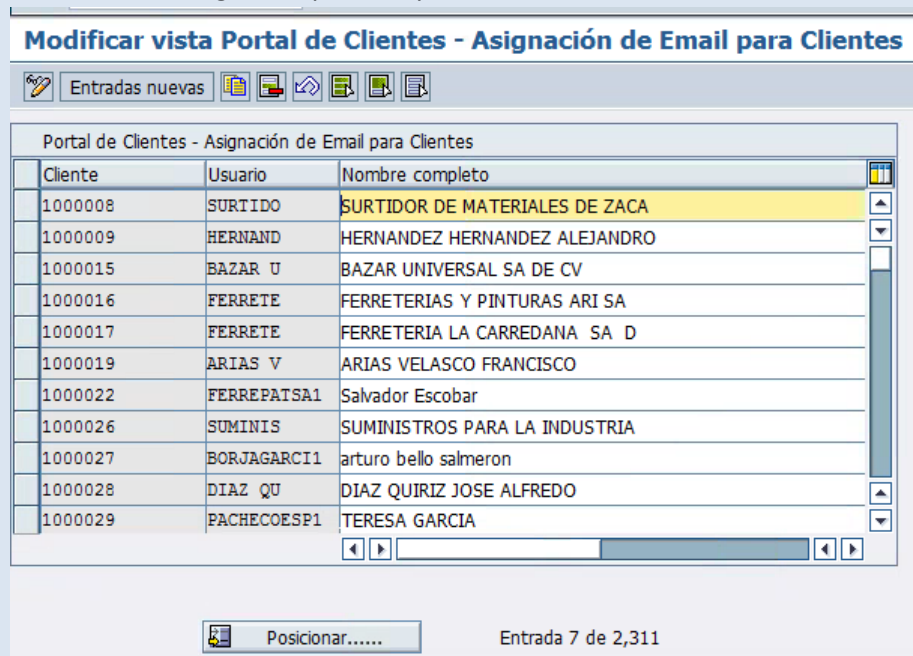 Modificar vista Portal de Clientes - Asignación de Email para Clientes
Entradas nuevas
Portal de Clientes - Asignación de Email para Clientes
Cliente Usuario Nombre completo
1000008 SURTIDO SURTIDOR DE MATERIALES DE ZACA
1000009 HERNAND HERNANDEZ HERNANDEZ ALEJANDRO
1000015 BAZAR U BAZAR UNIVERSAL SA DE CV
1000016 FERRETE FERRETERIAS Y PINTURAS ARI SA
1000017 FERRETE FERRETERIA LA CARREDANA SA D
1000019 ARIAS V ARIAS VELASCO FRANCISCO
1000022 FERREPATSA1 Salvador Escobar
1000026 SUMINIS SUMINISTROS PARA LA INDUSTRIA
1000027 BORJAGARCI1 arturo bello salmeron
1000028 DIAZ QU DIAZ QUIRIZ JOSE ALFREDO
1000029 PACHECOESP1 TERESA GARCIA
Posicionar...... Entrada 7 de 2,311